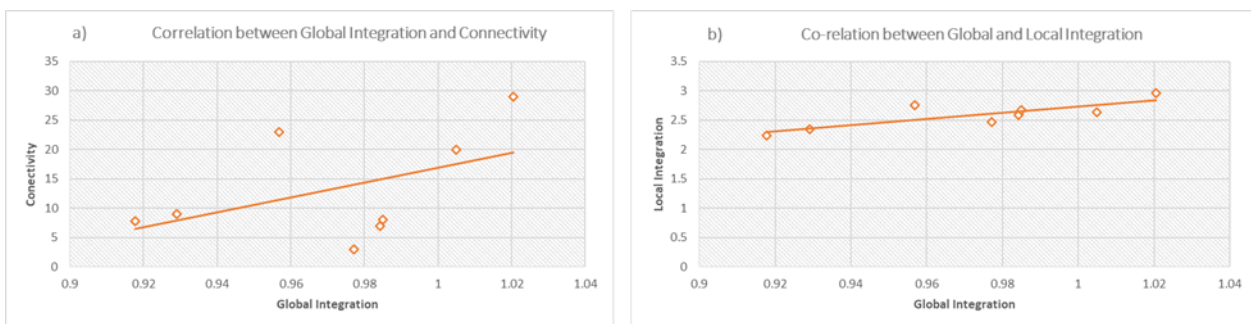 a) Correlation between Global Integration and Connectivity
35
30
25
20
15
10
5
0
Conectivity
0.9 0.92 0.94 0.96 0.98 1 1.02 1.04
Global Integration
b) Co-relation between Global and Local Integration
3.5
3
2.5
2
1.5
1
0.5
0
Local Integration
0.9 0.92 0.94 0.96 0.98 1 1.02 1.04
Global Integration